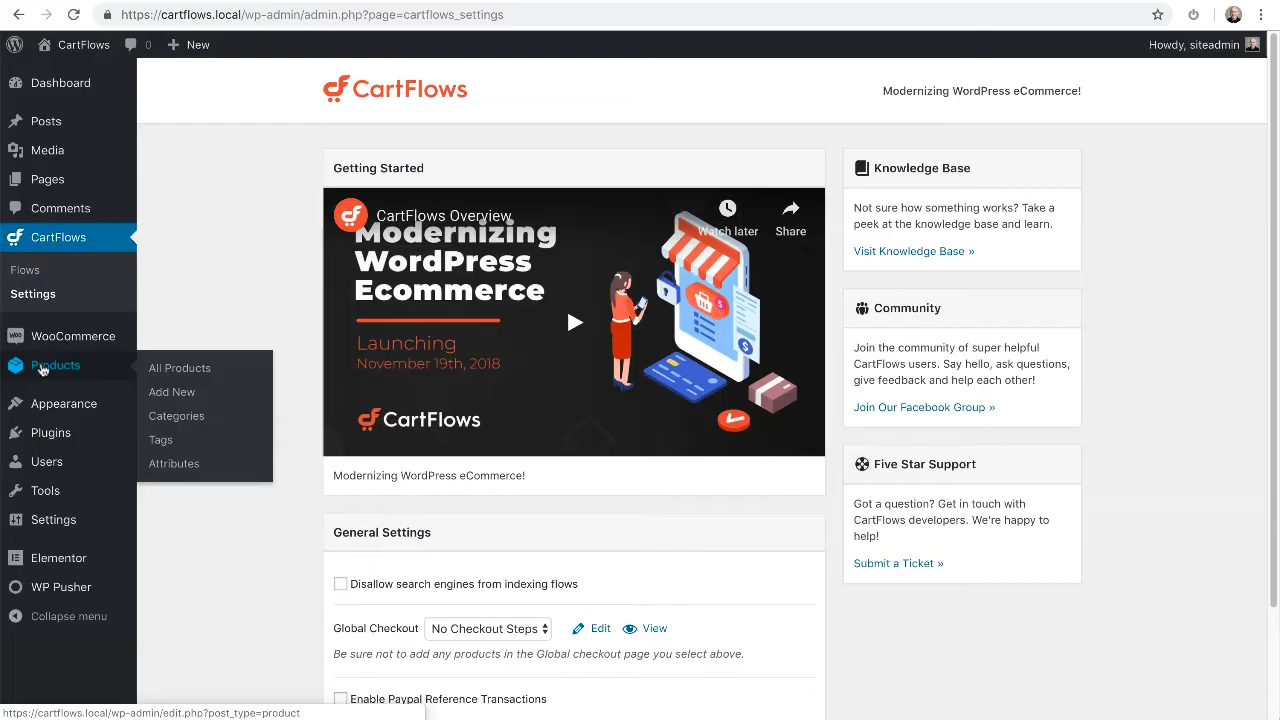 https://cartflows.local/wp-admin/admin.php?page=cartflows_settings
CartFlows
0
New
Howdy, siteadmin
Dashboard
Posts
Media
Pages
Comments
CartFlows
Flows
Settings
WooCommerce
Products
Appearance
Plugins
Users
Tools
Settings
Elementor
WP Pusher
Collapse menu
All Products
Add New
Categories
Tags
Attributes
CartFlows
Modernizing WordPress eCommerce!
Getting Started
CartFlows Overview
Watch later
Share
Modernizing
WordPress
Ecommerce
Launching
November 19th, 2018
CartFlows
Modernizing WordPress eCommerce!
General Settings
Disallow search engines from indexing flows
Global Checkout
No Checkout Steps
Edit
View
Be sure not to add any products in the Global checkout page you select above.
Enable Paypal Reference Transactions
Knowledge Base
Not sure how something works? Take a
peek at the knowledge base and learn.
Visit Knowledge Base »
Community
Join the community of super helpful
CartFlows users. Say hello, ask questions,
give feedback and help each other!
Join Our Facebook Group »
Five Star Support
Got a question? Get in touch with
CartFlows developers. We're happy to
help!
Submit a Ticket »
https://cartflows.local/wp-admin/edit.php?post_type=product